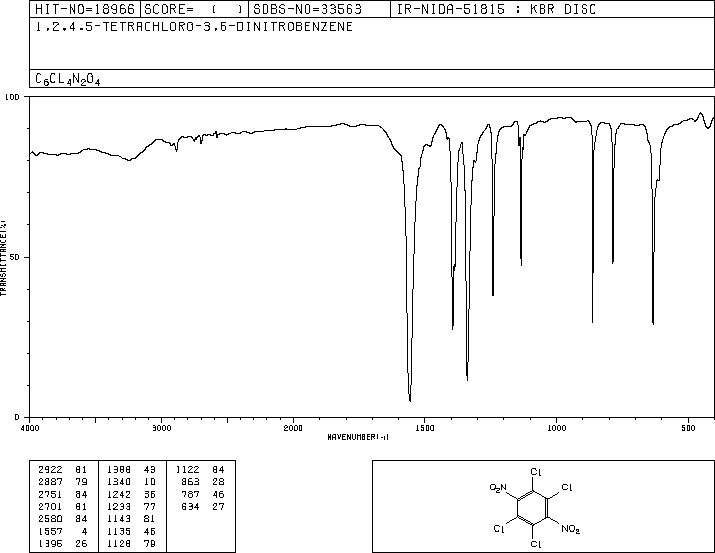 HIT-NO=18966 SCORE= ( ) SDBS-NO=33563 IR-NIDA-51815 : KBR DISC
1,2,4,5-TETRACHLORO-3,6-DINITROBENZENE
C6CL4N2O4
100
50
0
TRANSMITTANCE(%)
4000 3000 2000 1500 1000 500
WAVENUMBER(-1)
2922 81 1388 43 1122 84
2887 79 1340 10 863 28
2751 84 1242 36 787 46
2701 81 1233 77 634 27
2580 84 1143 81
1557 4 1135 46
1396 26 1128 79
Cl
O2N Cl
Cl NO2
Cl